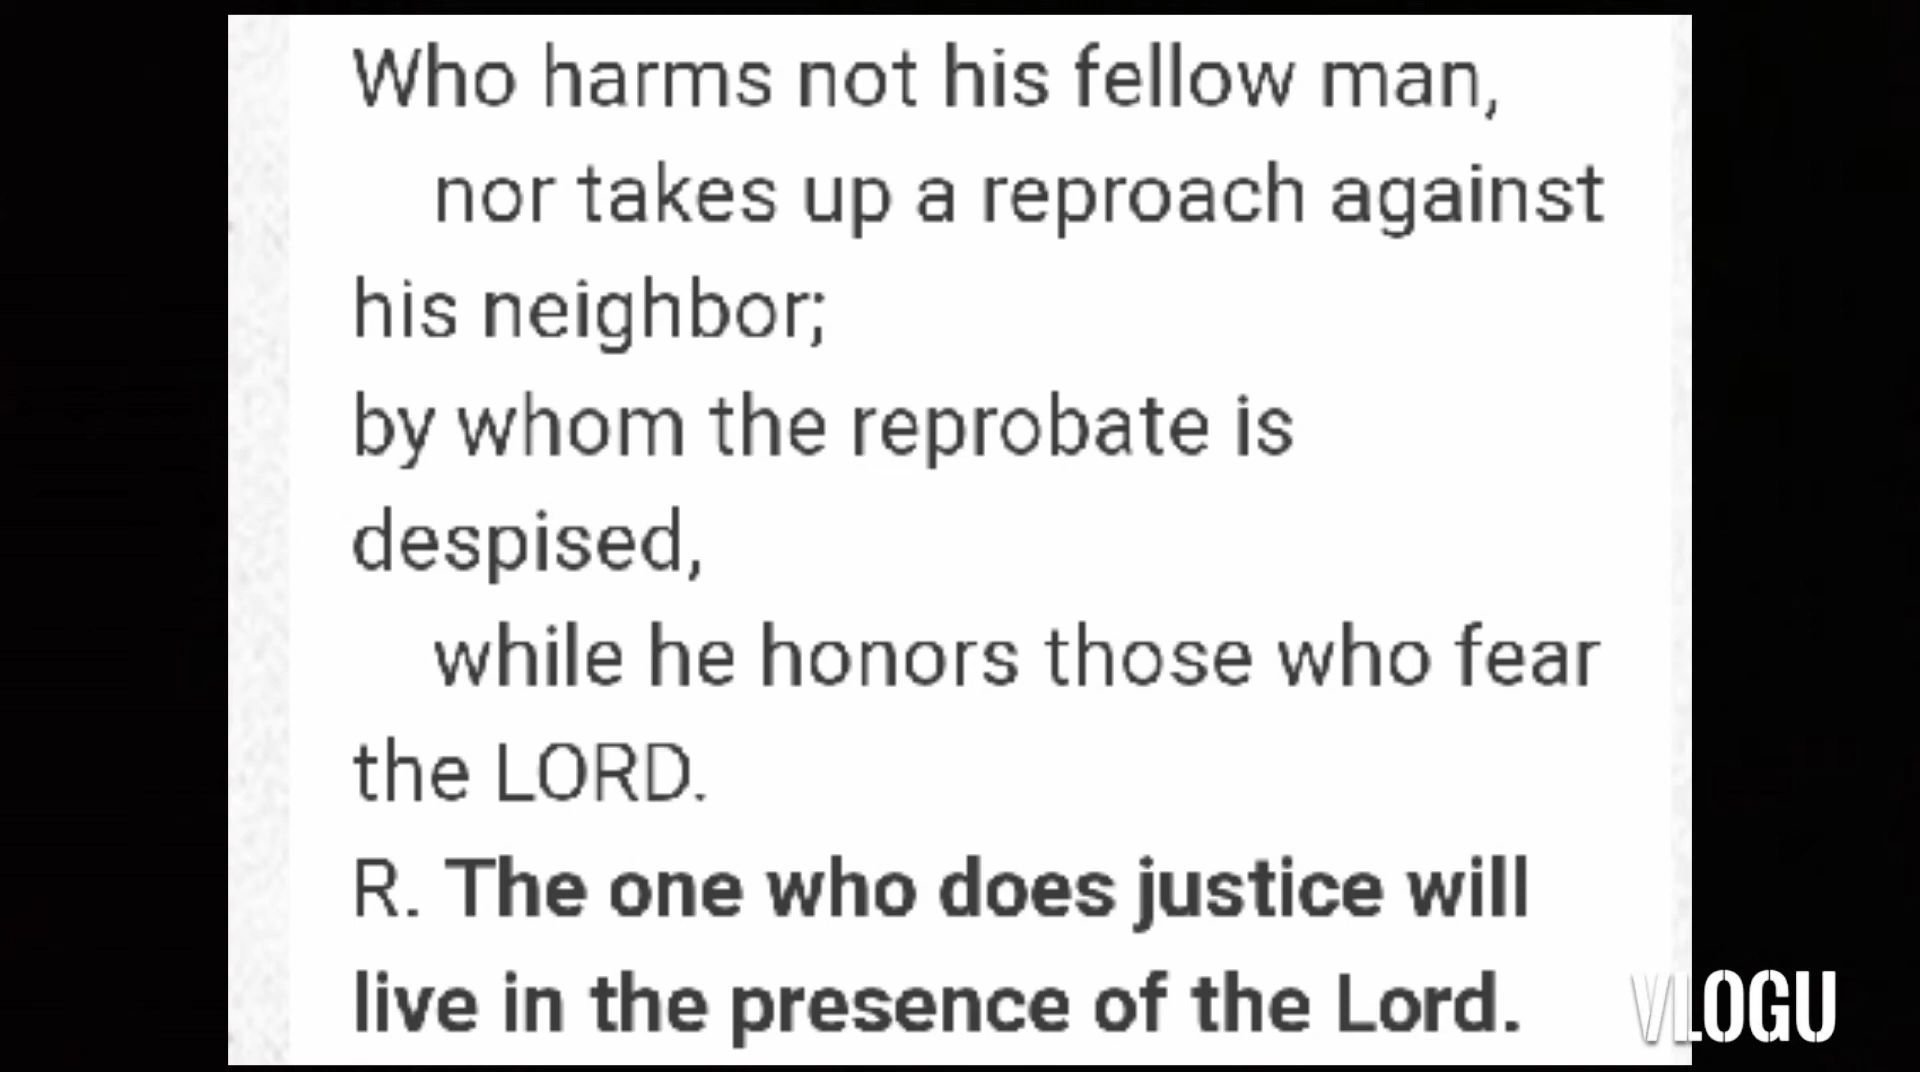 Who harms not his fellow man,
nor takes up a reproach against
his neighbor;
by whom the reprobate is
despised,
while he honors those who fear
the LORD.
R. The one who does justice will
live in the presence of the Lord.
VLOGU